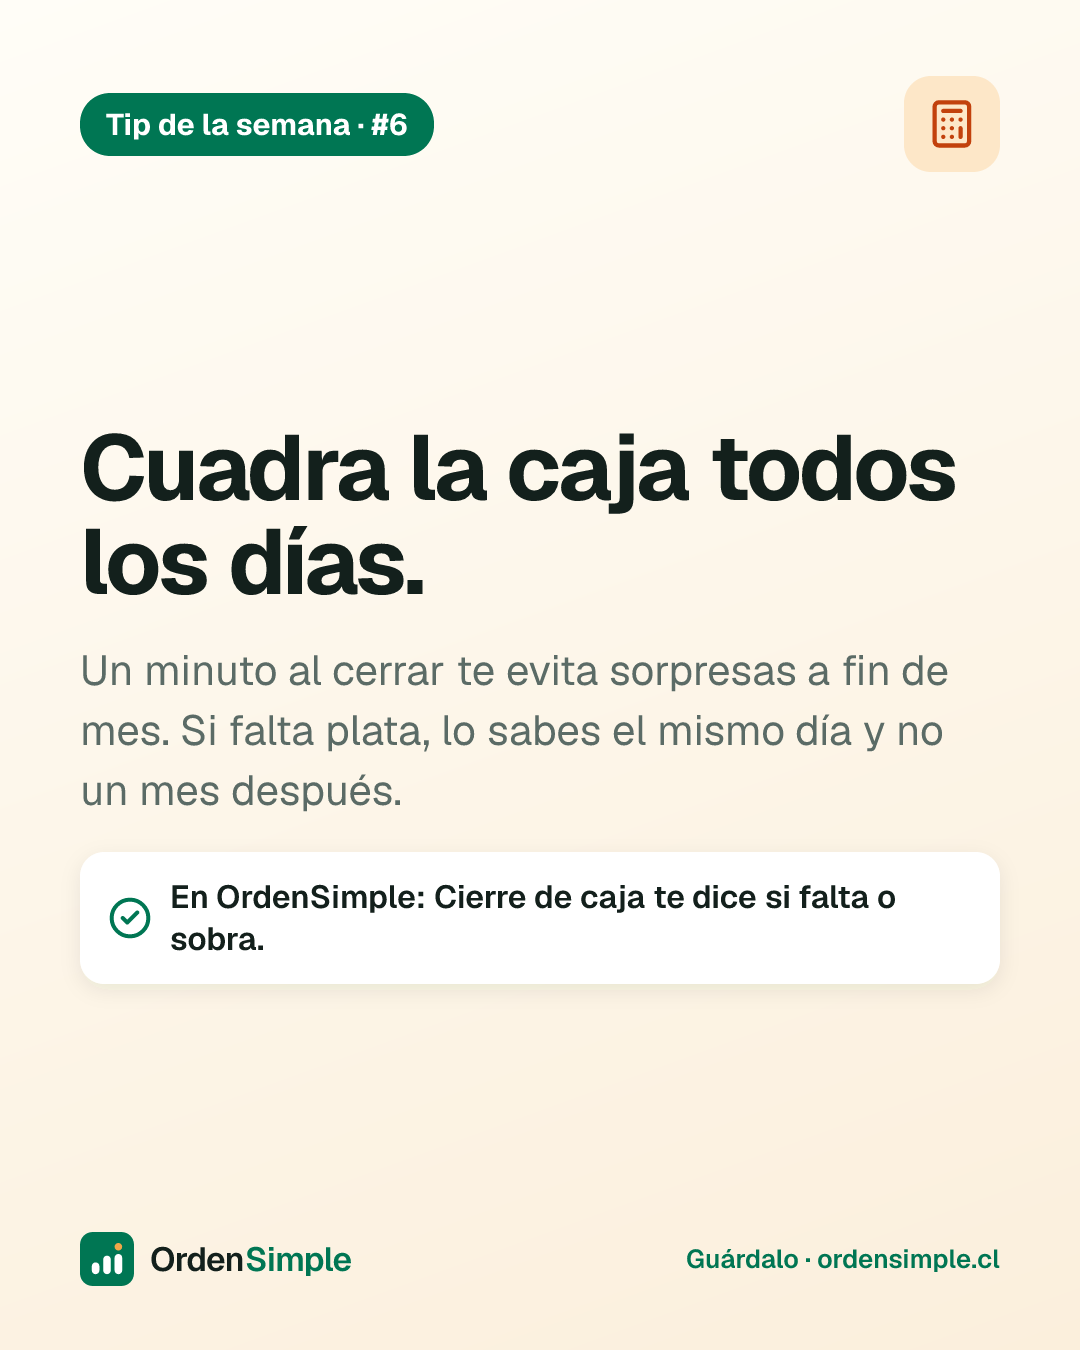 Tip de la semana · #6
Cuadra la caja todos
los días.
Un minuto al cerrar te evita sorpresas a fin de
mes. Si falta plata, lo sabes el mismo día y no
un mes después.
En OrdenSimple: Cierre de caja te dice si falta o
sobra.
OrdenSimple
Guárdalo · ordensimple.cl